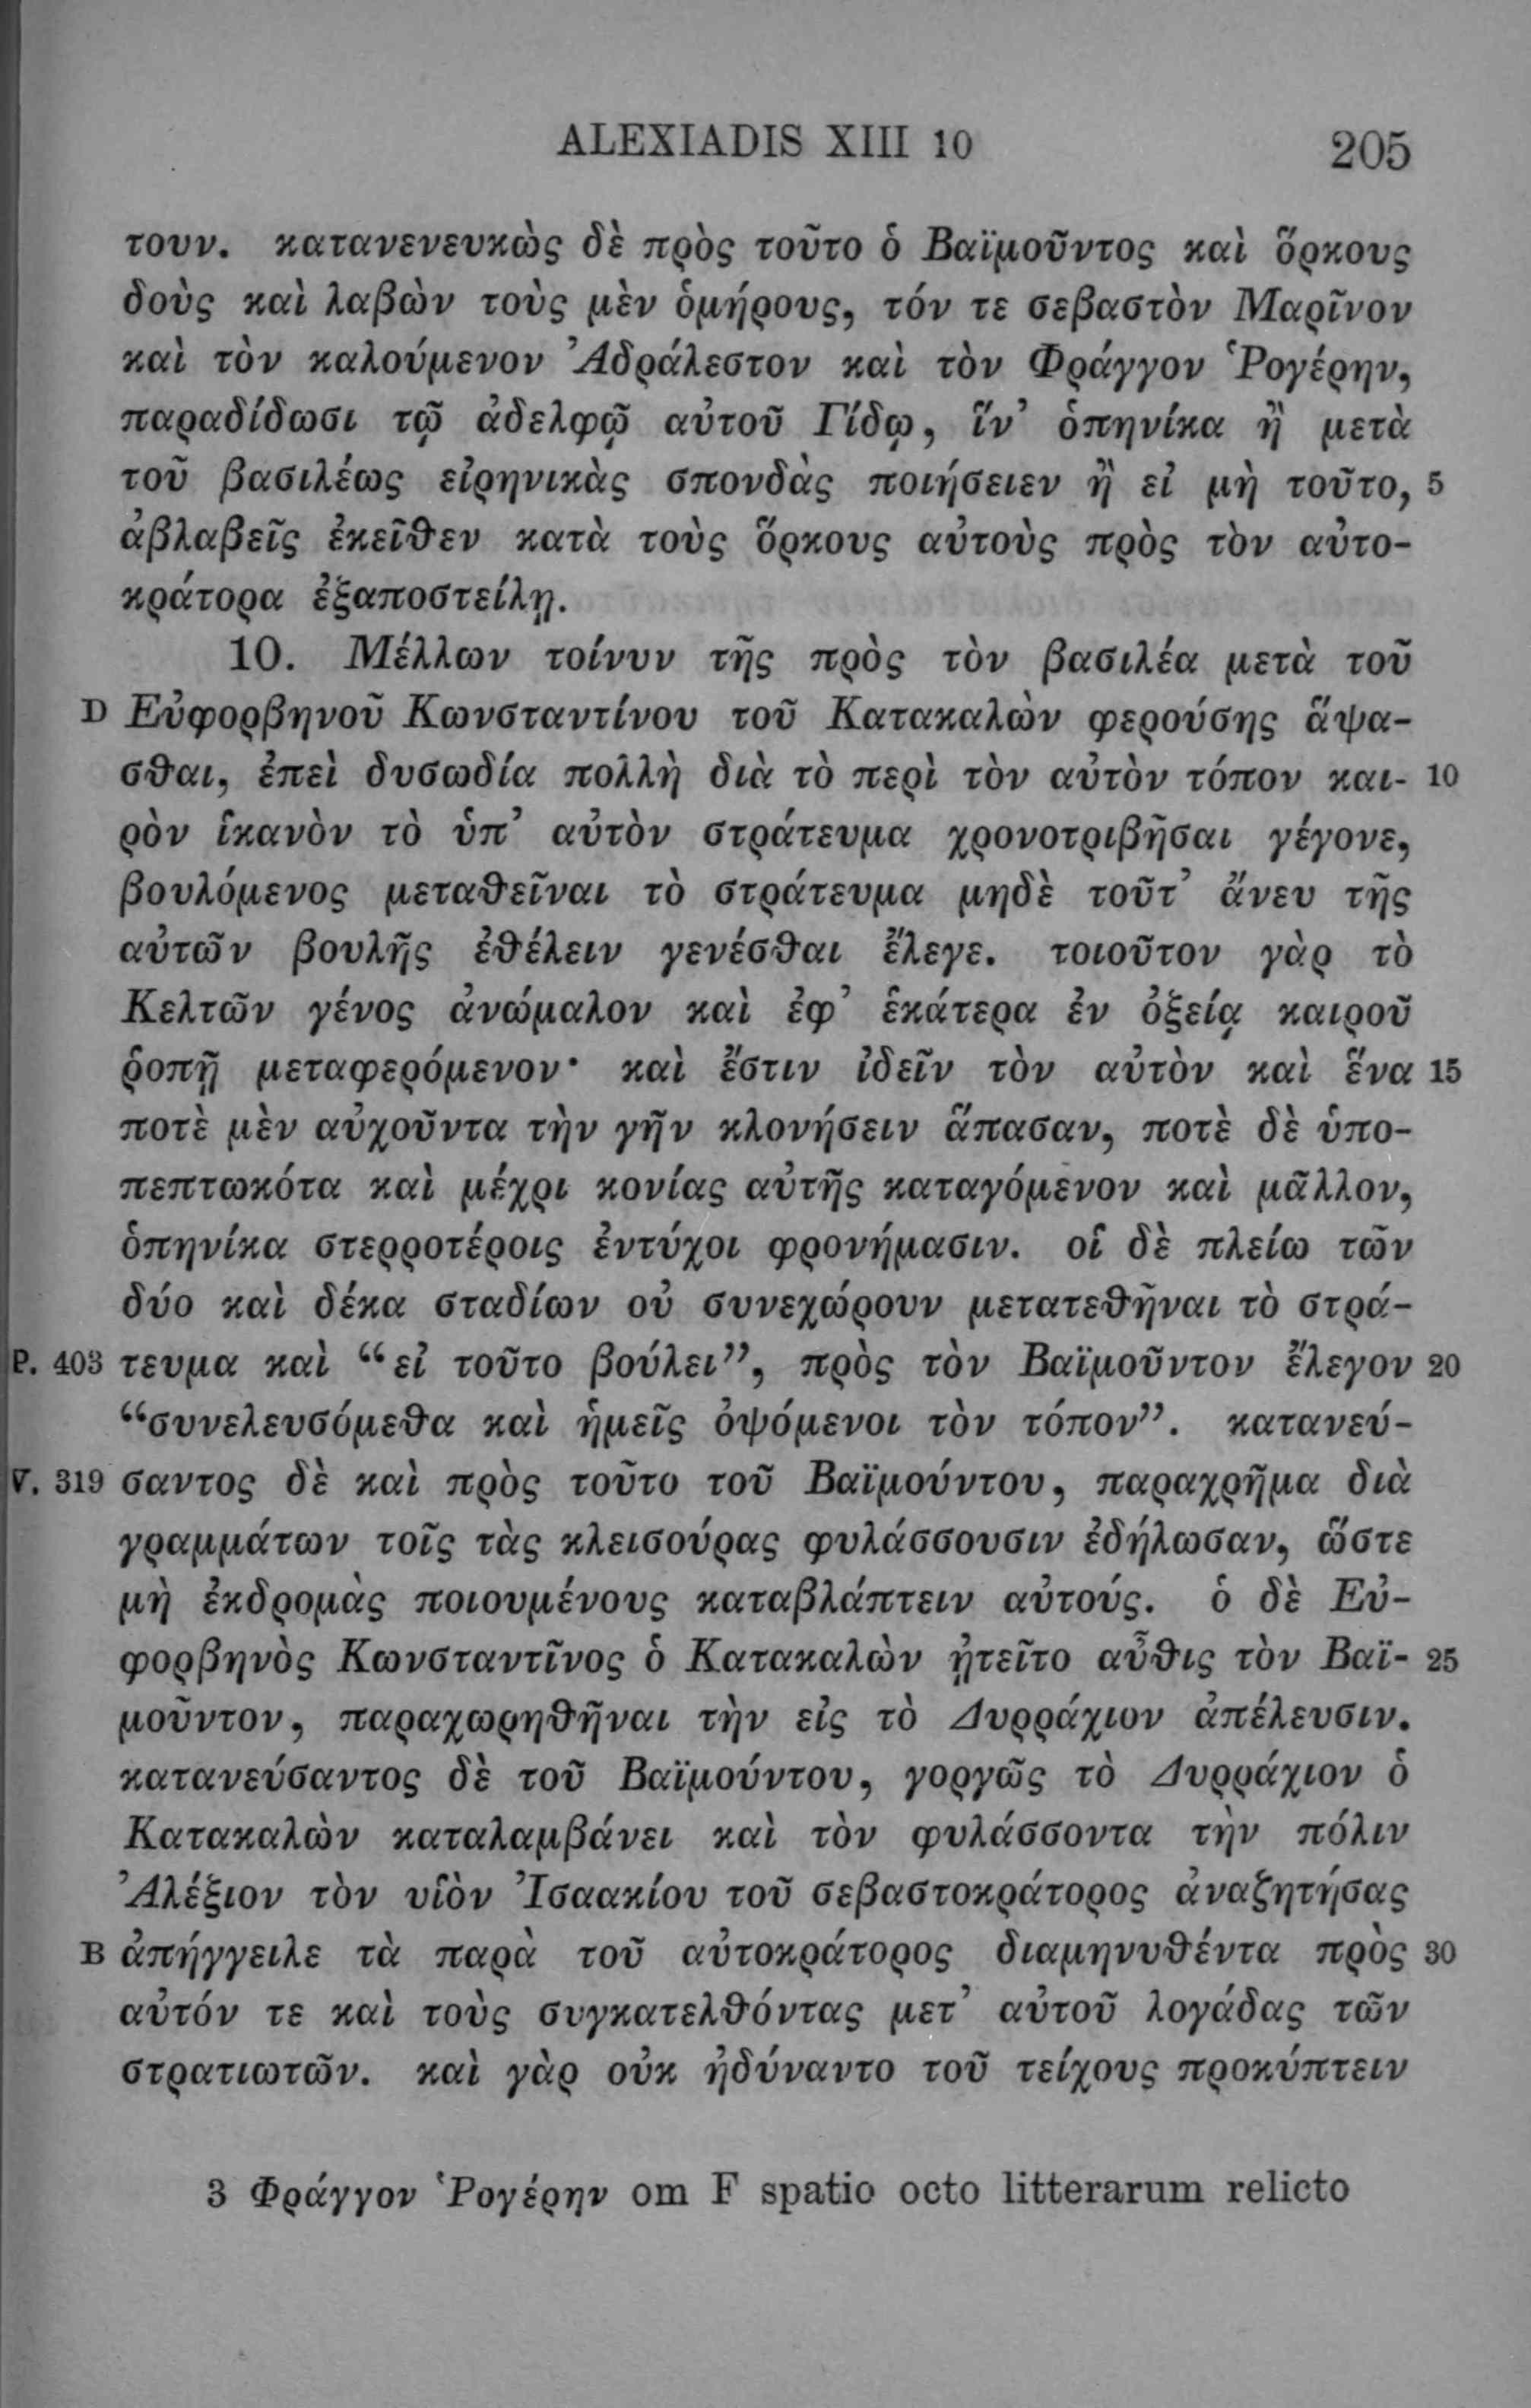 ALEXIADIS XIII 10 205
τουν. κατανενευκὼς δὲ πρὸς τοῦτο ὁ Βαϊμοῦντος καὶ ὅρκους
δοὺς καὶ λαβὼν τοὺς μὲν ὁμήρους, τόν τε σεβαστὸν Μαρῖνον
καὶ τὸν καλούμενον Ἀδράλεστον καὶ τὸν Φράγγον Ῥογέρην,
παραδίδωσι τῷ ἀδελφῷ αὐτοῦ Γίδῳ, ἵν’ ὁπηνίκα ἢ μετὰ
τοῦ βασιλέως εἰρηνικὰς σπονδὰς ποιήσειεν ἢ εἰ μὴ τοῦτο, 5
ἀβλαβεῖς ἐκεῖθεν κατὰ τοὺς ὅρκους αὐτοὺς πρὸς τὸν αὐτο-
κράτορα ἐξαποστείλῃ.
10. Μέλλων τοίνυν τῆς πρὸς τὸν βασιλέα μετὰ τοῦ
D Εὐφορβηνοῦ Κωνσταντίνου τοῦ Κατακαλὼν φερούσης ἅψα-
σθαι, ἐπεὶ δυσωδία πολλὴ διὰ τὸ περὶ τὸν αὐτὸν τόπον και- 10
ρὸν ἱκανὸν τὸ ὑπ’ αὐτὸν στράτευμα χρονοτριβῆσαι γέγονε,
βουλόμενος μεταθεῖναι τὸ στράτευμα μηδὲ τοῦτ’ ἄνευ τῆς
αὐτῶν βουλῆς ἐθέλειν γενέσθαι ἔλεγε. τοιοῦτον γὰρ τὸ
Κελτῶν γένος ἀνώμαλον καὶ ἐφ’ ἑκάτερα ἐν ὀξείᾳ καιροῦ
ῥοπῇ μεταφερόμενον· καὶ ἔστιν ἰδεῖν τὸν αὐτὸν καὶ ἕνα 15
ποτὲ μὲν αὐχοῦντα τὴν γῆν κλονήσειν ἅπασαν, ποτὲ δὲ ὑπο-
πεπτωκότα καὶ μέχρι κονίας αὐτῆς καταγόμενον καὶ μᾶλλον,
ὁπηνίκα στερροτέροις ἐντύχοι φρονήμασιν. οἱ δὲ πλείω τῶν
δύο καὶ δέκα σταδίων οὐ συνεχώρουν μετατεθῆναι τὸ στρά-
P. 403 τευμα καὶ “εἰ τοῦτο βούλει”, πρὸς τὸν Βαϊμοῦντον ἔλεγον 20
“συνελευσόμεθα καὶ ἡμεῖς ὀψόμενοι τὸν τόπον”. κατανεύ-
V. 319 σαντος δὲ καὶ πρὸς τοῦτο τοῦ Βαϊμούντου, παραχρῆμα διὰ
γραμμάτων τοῖς τὰς κλεισούρας φυλάσσουσιν ἐδήλωσαν, ὥστε
μὴ ἐκδρομὰς ποιουμένους καταβλάπτειν αὐτούς. ὁ δὲ Εὐ-
φορβηνὸς Κωνσταντῖνος ὁ Κατακαλὼν ᾐτεῖτο αὖθις τὸν Βαϊ- 25
μοῦντον, παραχωρηθῆναι τὴν εἰς τὸ Δυρράχιον ἀπέλευσιν.
κατανεύσαντος δὲ τοῦ Βαϊμούντου, γοργῶς τὸ Δυρράχιον ὁ
Κατακαλὼν καταλαμβάνει καὶ τὸν φυλάσσοντα τὴν πόλιν
Ἀλέξιον τὸν υἱὸν Ἰσαακίου τοῦ σεβαστοκράτορος ἀναζητήσας
B ἀπήγγειλε τὰ παρὰ τοῦ αὐτοκράτορος διαμηνυθέντα πρὸς 30
αὐτόν τε καὶ τοὺς συγκατελθόντας μετ’ αὐτοῦ λογάδας τῶν
στρατιωτῶν. καὶ γὰρ οὐκ ἠδύναντο τοῦ τείχους προκύπτειν
3 Φράγγον Ῥογέρην om F spatio octo litterarum relicto